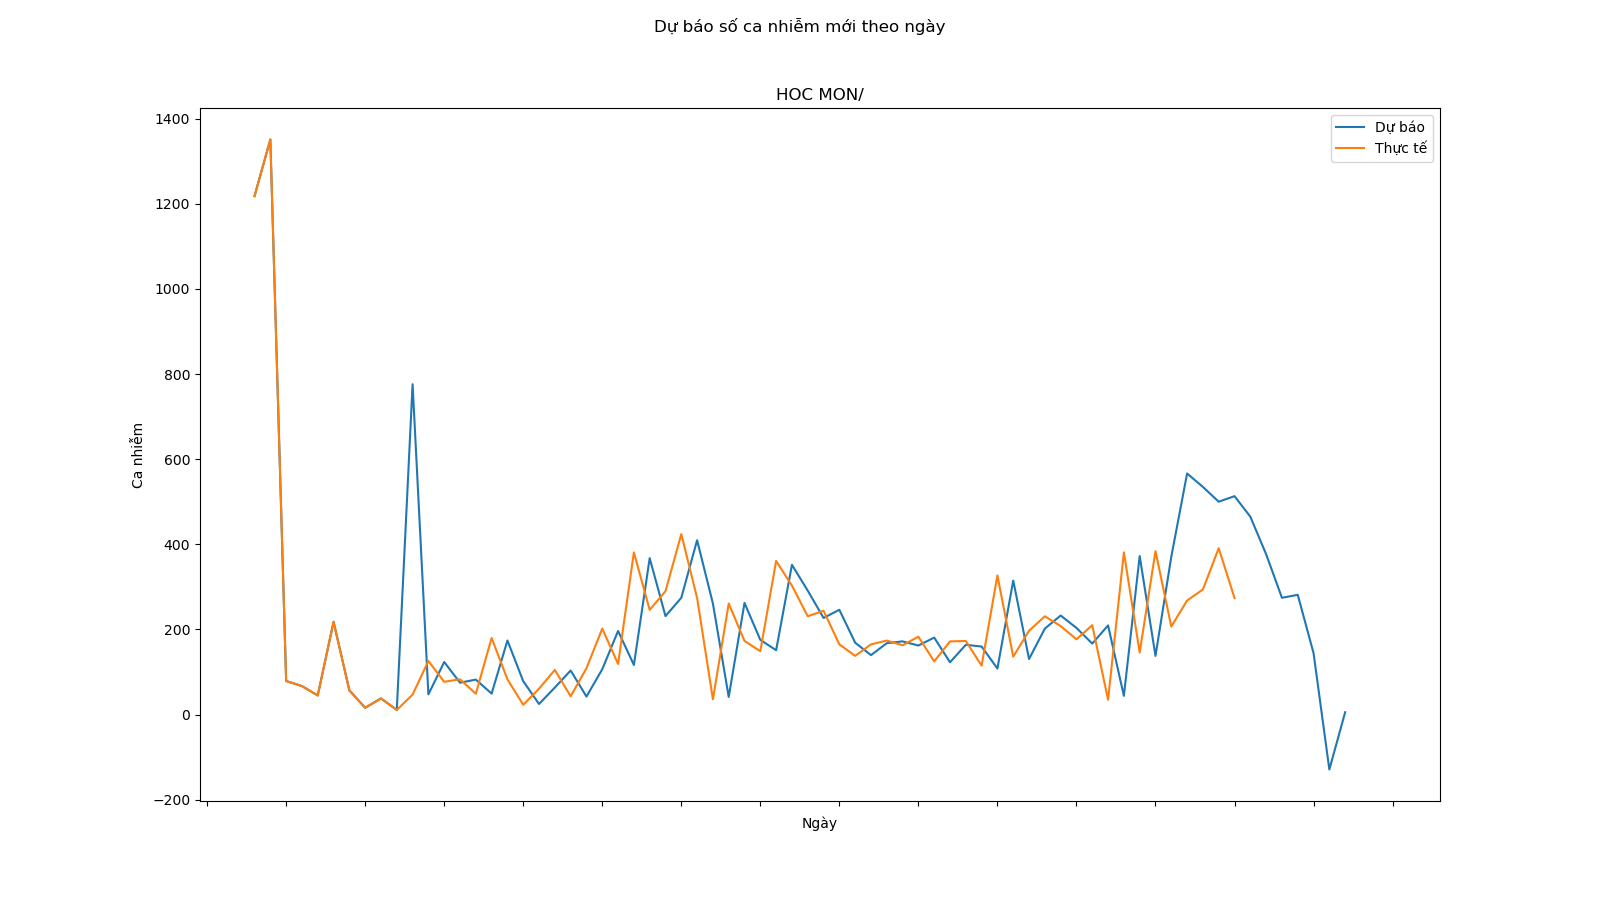 Dự báo số ca nhiễm mới theo ngày
HOC MON/
1400
1200
1000
800
600
400
200
0
−200
Ca nhiễm
Ngày
Dự báo
Thực tế